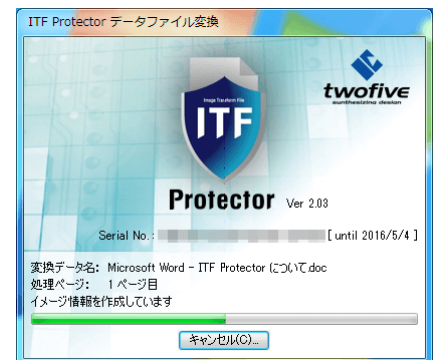 ITF Protector データファイル変換
twofive
sunthesizing design
Image Transform File
ITF
Protector Ver 2.03
Serial No. : [ until 2016/5/4 ]
変換データ名: Microsoft Word - ITF Protector について.doc
処理ページ: 1 ページ目
イメージ情報を作成しています
キャンセル(C)...